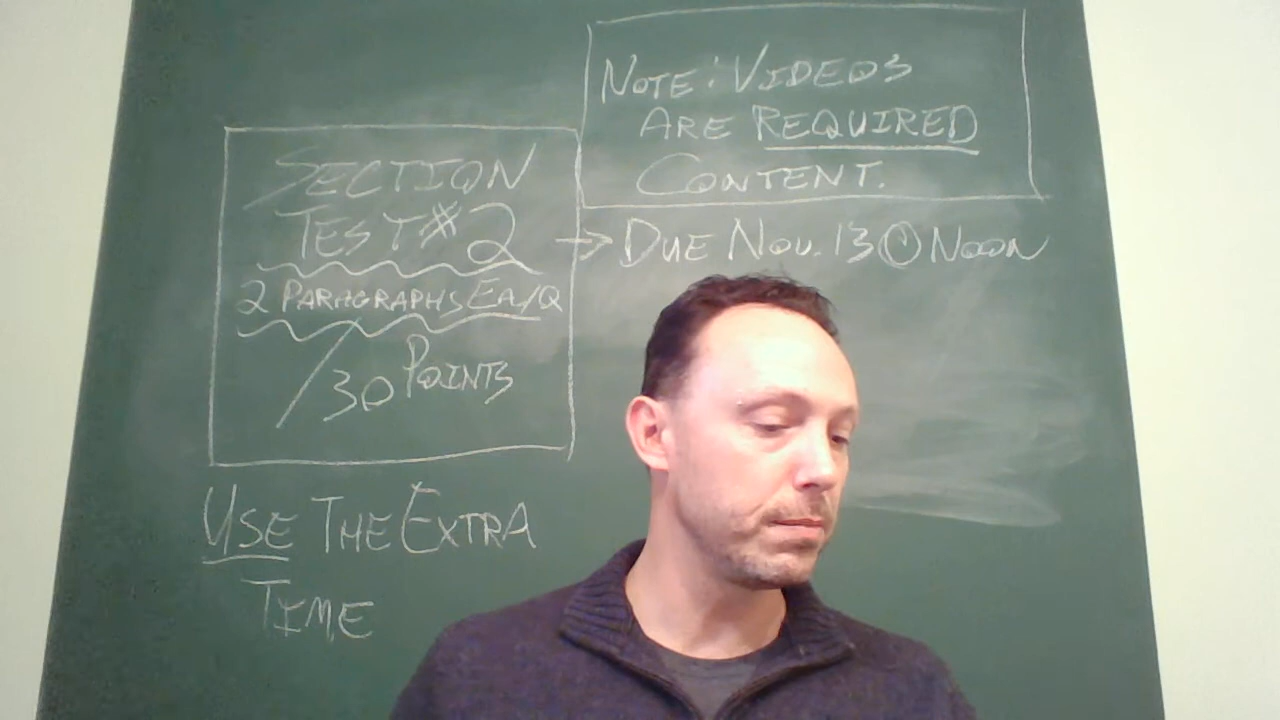 NOTE: VIDEOS
ARE REQUIRED
CONTENT.
SECTION
TEST #2
→ DUE NOV. 13 @ NOON
2 PARAGRAPHS EA/Q
/30 POINTS
USE THE EXTRA
TIME